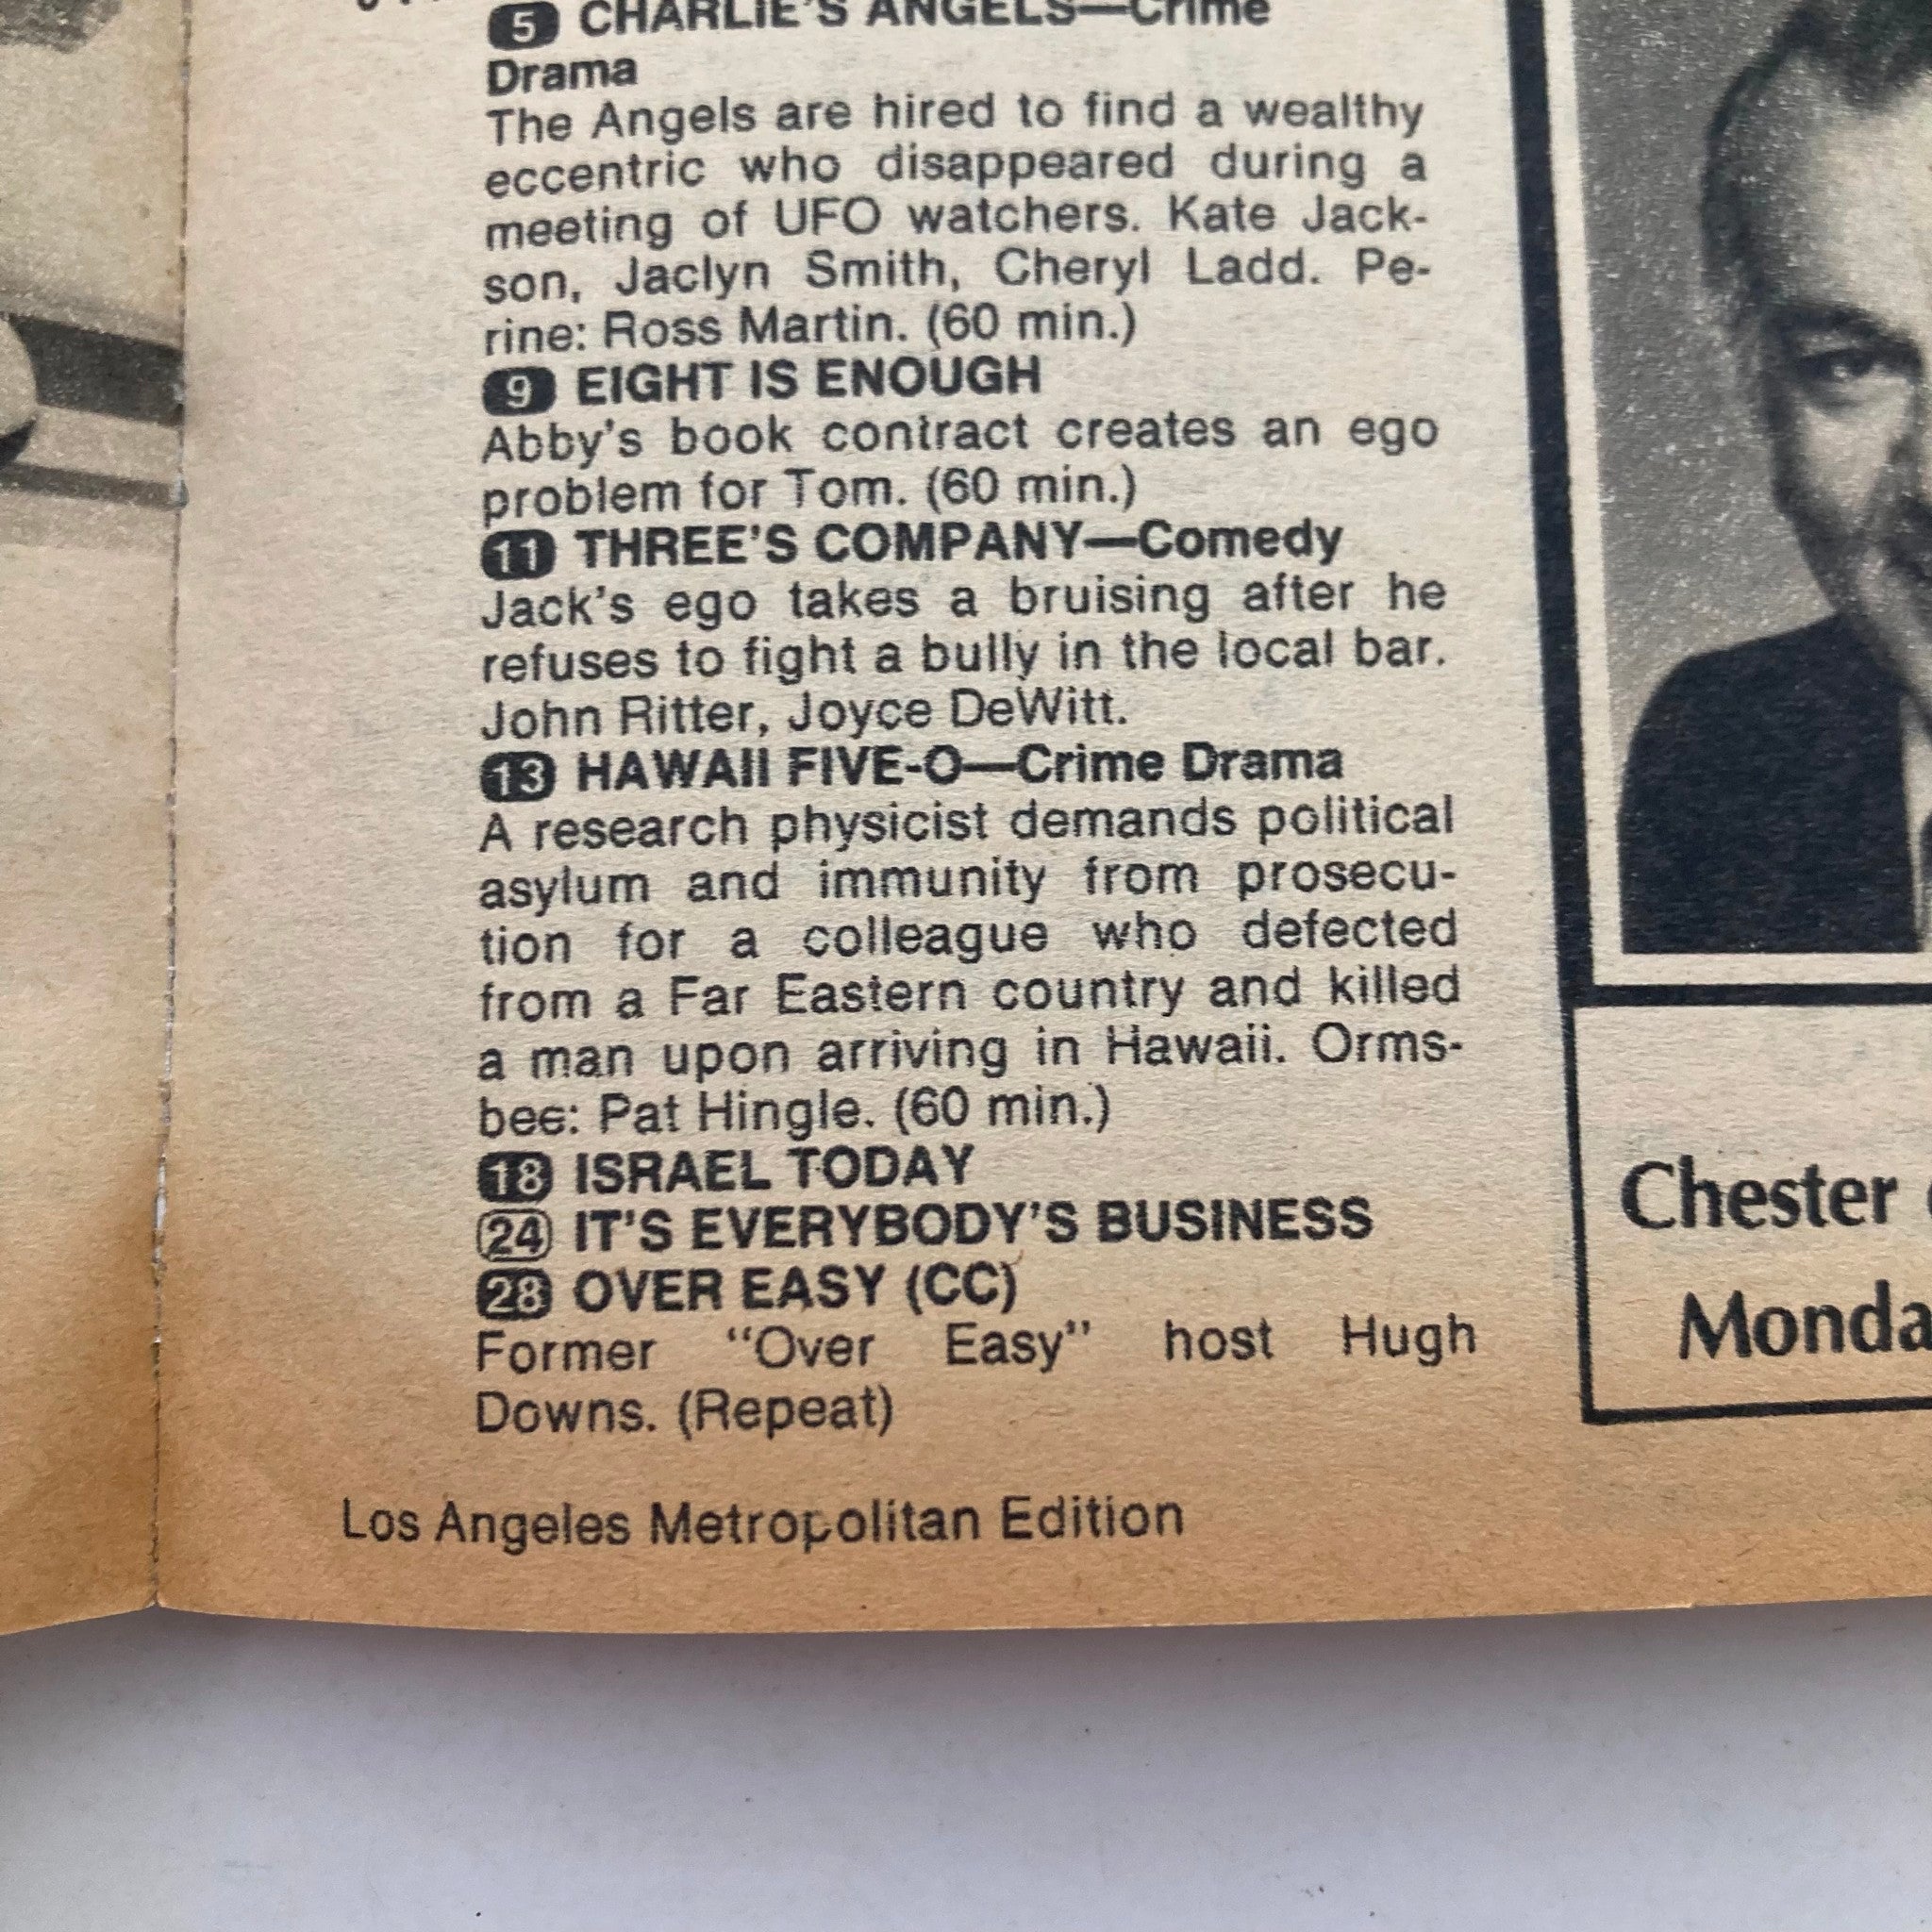 5 CHARLIE'S ANGELS—Crime
Drama
The Angels are hired to find a wealthy
eccentric who disappeared during a
meeting of UFO watchers. Kate Jack-
son, Jaclyn Smith, Cheryl Ladd. Pe-
rine: Ross Martin. (60 min.)
9 EIGHT IS ENOUGH
Abby's book contract creates an ego
problem for Tom. (60 min.)
11 THREE'S COMPANY—Comedy
Jack's ego takes a bruising after he
refuses to fight a bully in the local bar.
John Ritter, Joyce DeWitt.
13 HAWAII FIVE-O—Crime Drama
A research physicist demands political
asylum and immunity from prosecu-
tion for a colleague who defected
from a Far Eastern country and killed
a man upon arriving in Hawaii. Orms-
bee: Pat Hingle. (60 min.)
18 ISRAEL TODAY
24 IT'S EVERYBODY'S BUSINESS
28 OVER EASY (CC)
Former "Over Easy" host Hugh
Downs. (Repeat)
Los Angeles Metropolitan Edition
Chester
Monda